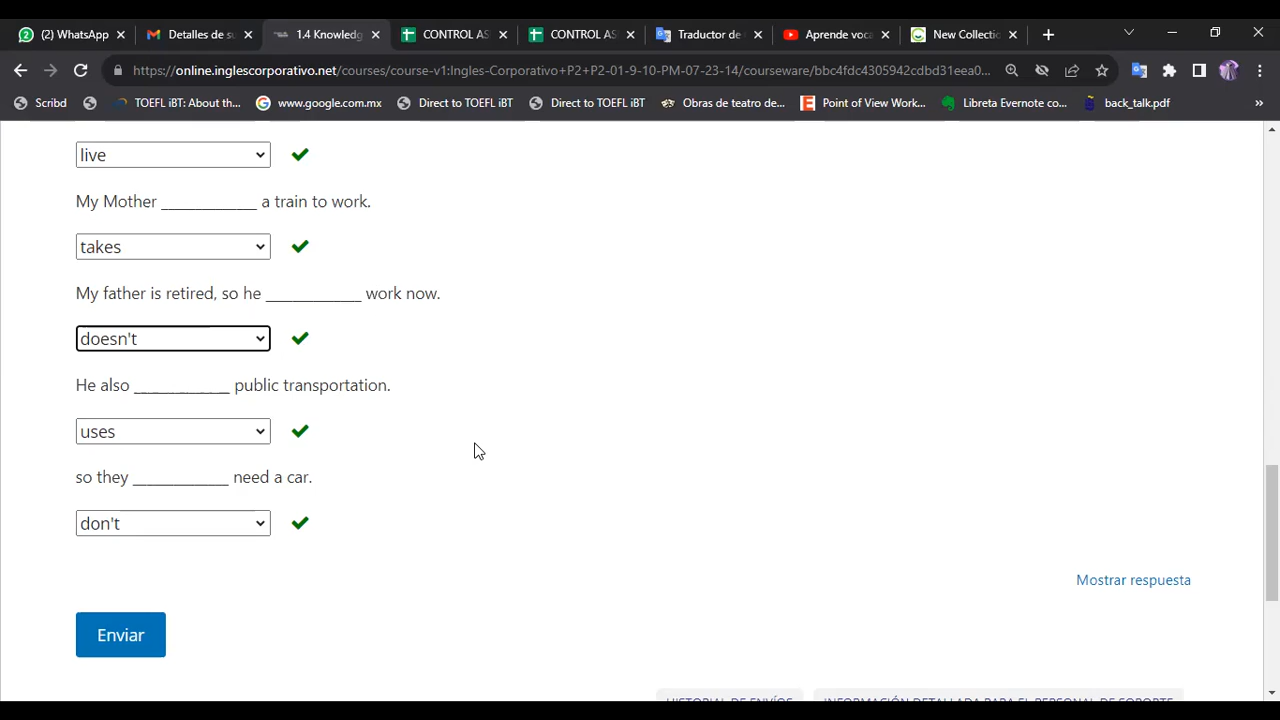 (2) WhatsApp
Detalles de su
1.4 Knowledg
CONTROL AS
CONTROL AS
Traductor de
Aprende voca
New Collectio
https://online.inglescorporativo.net/courses/course-v1:Ingles-Corporativo+P2+P2-01-9-10-PM-07-23-14/courseware/bbc4fdc4305942cdbd31eea0...
Scribd
TOEFL iBT: About th...
www.google.com.mx
Direct to TOEFL iBT
Direct to TOEFL iBT
Obras de teatro de...
Point of View Work...
Libreta Evernote co...
back_talk.pdf
»
live
My Mother _____________ a train to work.
takes
My father is retired, so he _____________ work now.
doesn't
He also _____________ public transportation.
uses
so they _____________ need a car.
don't
Mostrar respuesta
Enviar
HISTORIAL DE ENVÍOS
INFORMACIÓN DETALLADA PARA EL PERSONAL DE SOPORTE